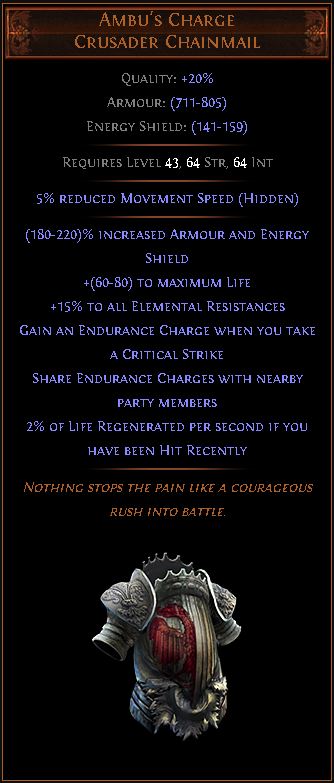 Ambu's Charge
Crusader Chainmail
Quality: +20%
Armour: (711-805)
Energy Shield: (141-159)
Requires Level 43, 64 Str, 64 Int
5% reduced Movement Speed (Hidden)
(180-220)% increased Armour and Energy
Shield
+(60-80) to maximum Life
+15% to all Elemental Resistances
Gain an Endurance Charge when you take
a Critical Strike
Share Endurance Charges with nearby
party members
2% of Life Regenerated per second if you
have been Hit Recently
Nothing stops the pain like a courageous
rush into battle.